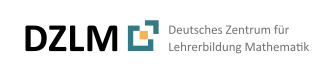 DZLM
Deutsches Zentrum für
Lehrerbildung Mathematik